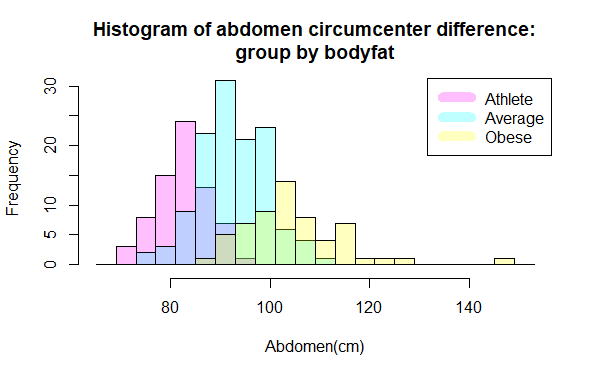 Histogram of abdomen circumcenter difference:
group by bodyfat
Athlete
Average
Obese
Frequency
30
20
10
5
0
80 100 120 140
Abdomen(cm)